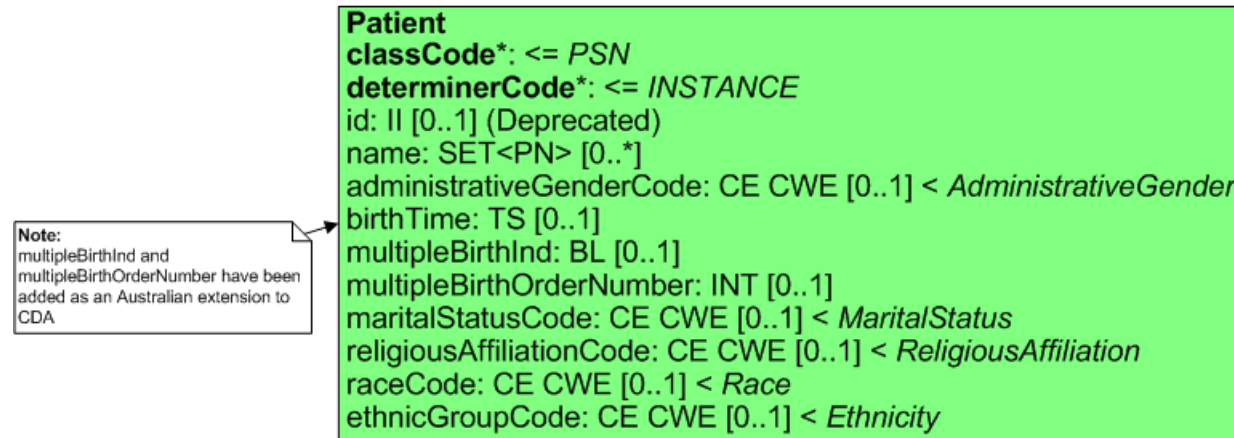 Patient
classCode*: <= PSN
determinerCode*: <= INSTANCE
id: II [0..1] (Deprecated)
name: SET<PN> [0..*]
administrativeGenderCode: CE CWE [0..1] < AdministrativeGender
birthTime: TS [0..1]
multipleBirthInd: BL [0..1]
multipleBirthOrderNumber: INT [0..1]
maritalStatusCode: CE CWE [0..1] < MaritalStatus
religiousAffiliationCode: CE CWE [0..1] < ReligiousAffiliation
raceCode: CE CWE [0..1] < Race
ethnicGroupCode: CE CWE [0..1] < Ethnicity
Note:
multipleBirthInd and
multipleBirthOrderNumber have been
added as an Australian extension to
CDA